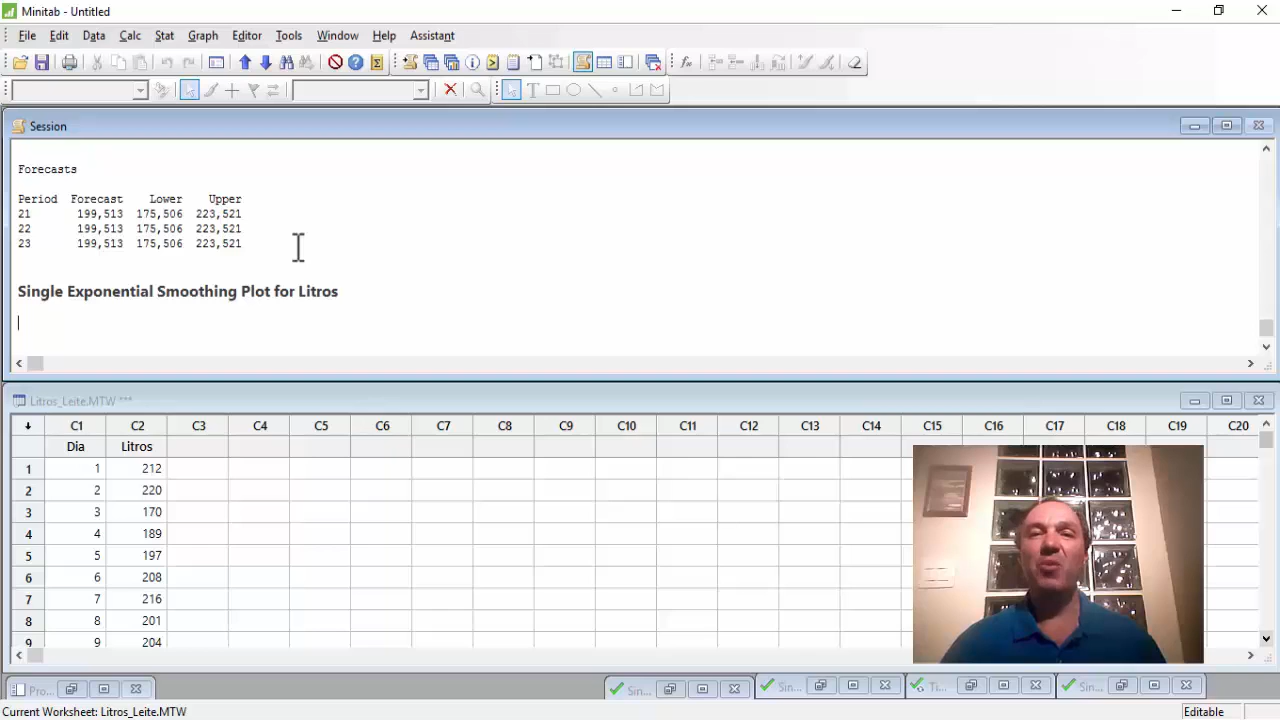 Minitab - Untitled
File Edit Data Calc Stat Graph Editor Tools Window Help Assistant
Session
Forecasts
Period Forecast Lower Upper
21 199,513 175,506 223,521
22 199,513 175,506 223,521
23 199,513 175,506 223,521
Single Exponential Smoothing Plot for Litros
Litros_Leite.MTW ***
C1 C2 C3 C4 C5 C6 C7 C8 C9 C10 C11 C12 C13 C14 C15 C16 C17 C18 C19 C20
Dia Litros
1 1 212
2 2 220
3 3 170
4 4 189
5 5 197
6 6 208
7 7 216
8 8 201
9 9 204
Pro... Sin... Sin... Ti... Sin...
Current Worksheet: Litros_Leite.MTW Editable